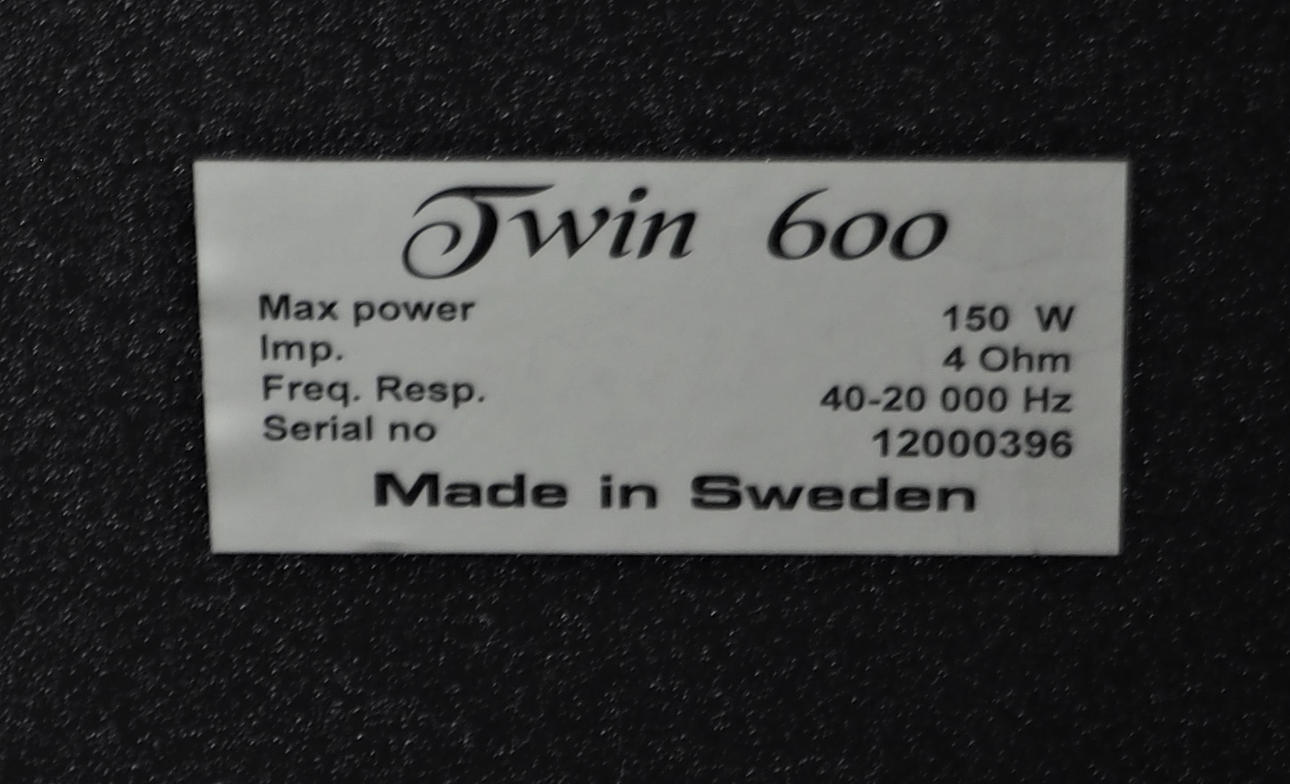 Twin 600
Max power 150 W
Imp. 4 Ohm
Freq. Resp. 40-20 000 Hz
Serial no 12000396
Made in Sweden